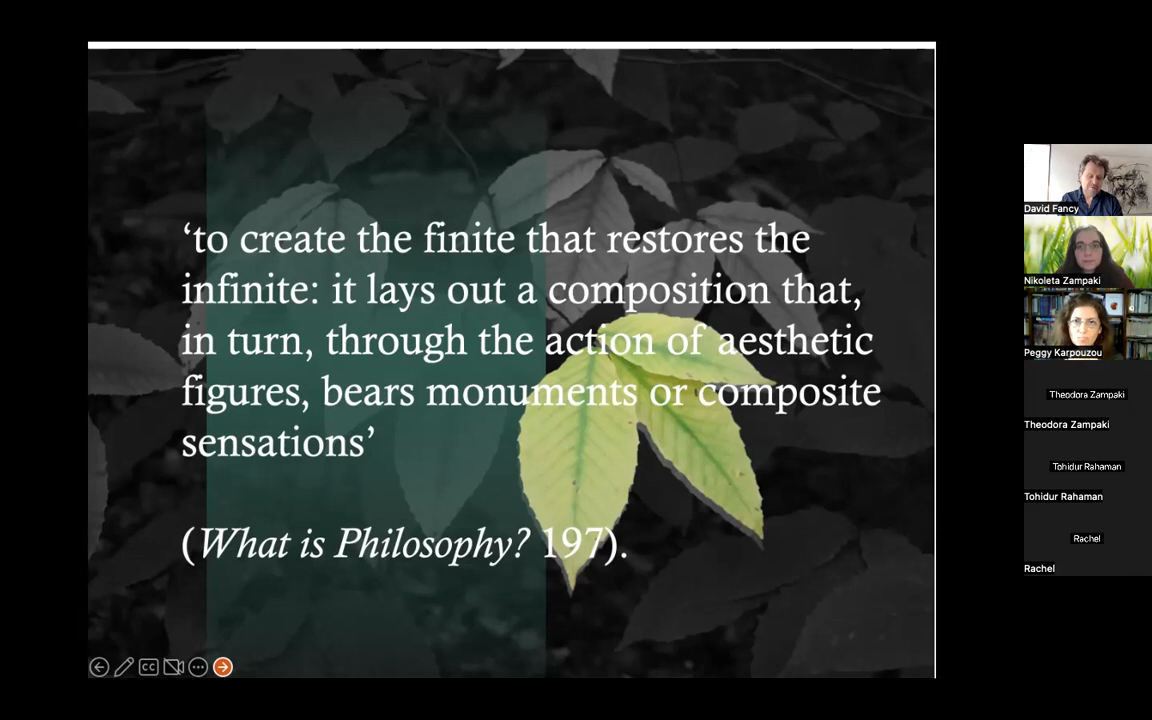 ‘to create the finite that restores the
infinite: it lays out a composition that,
in turn, through the action of aesthetic
figures, bears monuments or composite
sensations’
(What is Philosophy? 197).
CC
David Fancy
Nikoleta Zampaki
Peggy Karpouzou
Theodora Zampaki
Theodora Zampaki
Tohidur Rahaman
Tohidur Rahaman
Rachel
Rachel